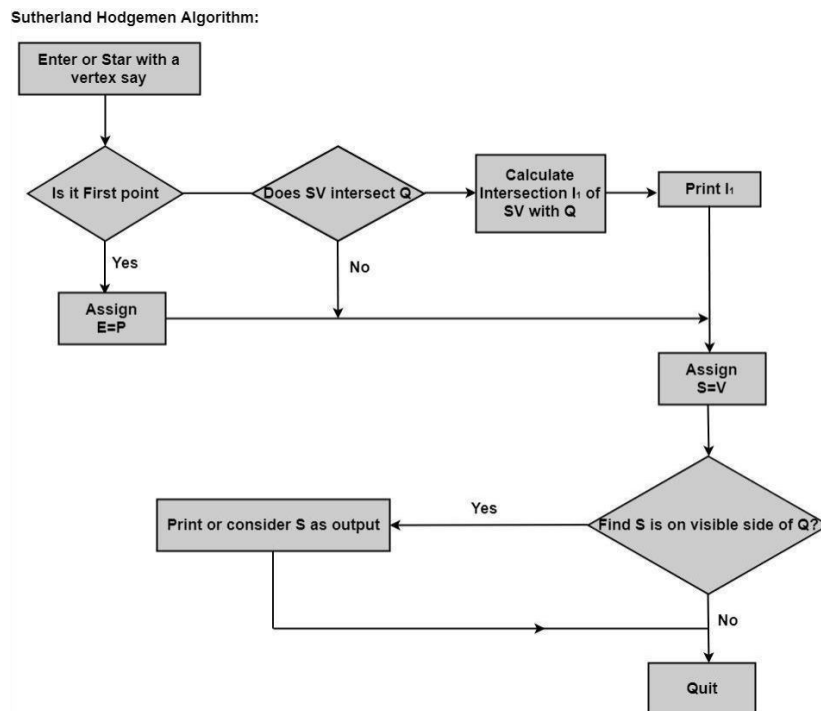 Sutherland Hodgemen Algorithm:
Enter or Star with a
vertex say
Is it First point
Does SV intersect Q
Calculate
Intersection I₁ of
SV with Q
Print I₁
Yes
No
Assign
E=P
Assign
S=V
Find S is on visible side of Q?
Yes
Print or consider S as output
No
Quit